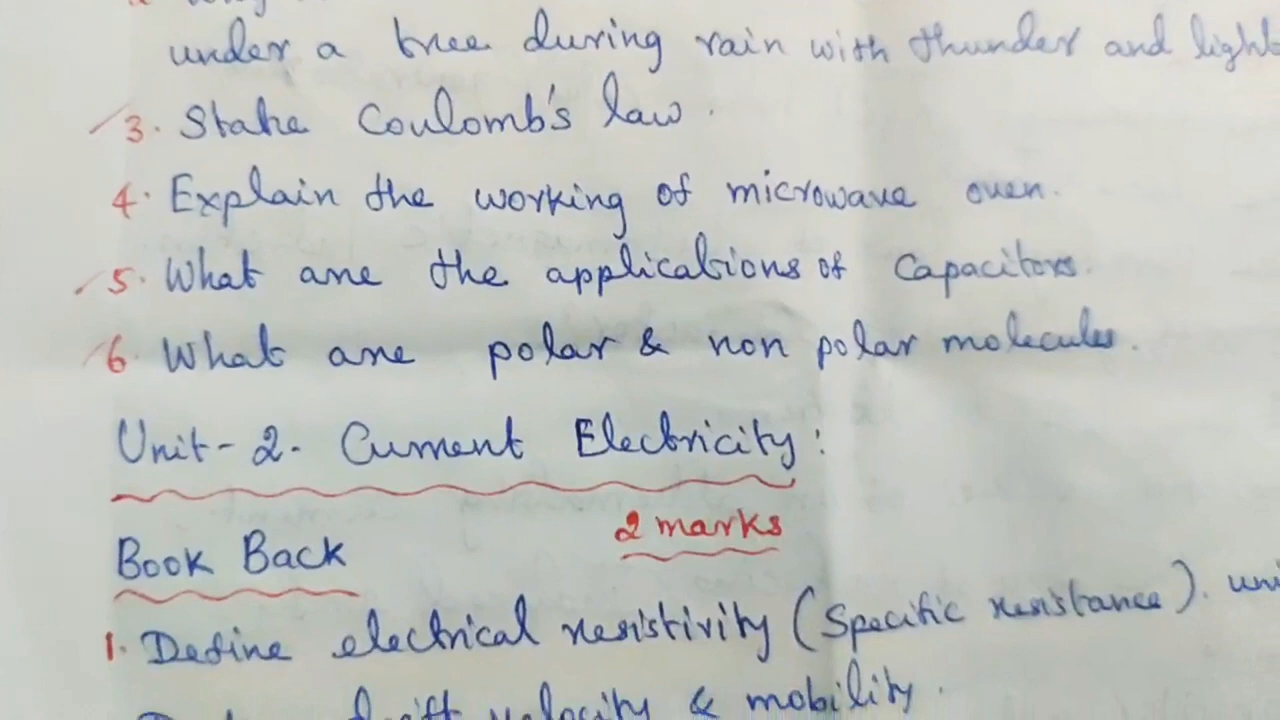 under a tree during rain with thunder and light
3. State Coulomb's law.
4. Explain the working of microwave oven.
5. What are the applications of Capacitors.
6. What are polar & non polar molecules.
Unit-2. Current Electricity:
2 marks
Book Back
1. Define electrical resistivity (Specific resistance). uni
drift velocity & mobility.